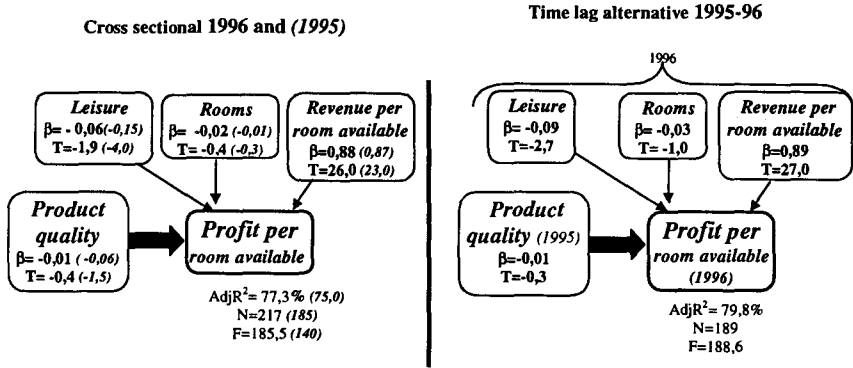 Cross sectional 1996 and (1995)
Leisure
β= - 0,06(-0,15)
T=-1,9 (-4,0)
Rooms
β= -0,02 (-0,01)
T= -0,4 (-0,3)
Revenue per
room available
β=0,88 (0,87)
T=26,0 (23,0)
Product
quality
β= -0,01 ( -0,06)
T= -0,4 (-1,5)
Profit per
room available
AdjR²= 77,3% (75,0)
N=217 (185)
F=185,5 (140)
Time lag alternative 1995-96
1996
Leisure
β= -0,09
T=-2,7
Rooms
β= -0,03
T= -1,0
Revenue per
room available
β=0,89
T=27,0
Product
quality (1995)
β=-0,01
T=-0,3
Profit per
room available
(1996)
AdjR²= 79,8%
N=189
F=188,6